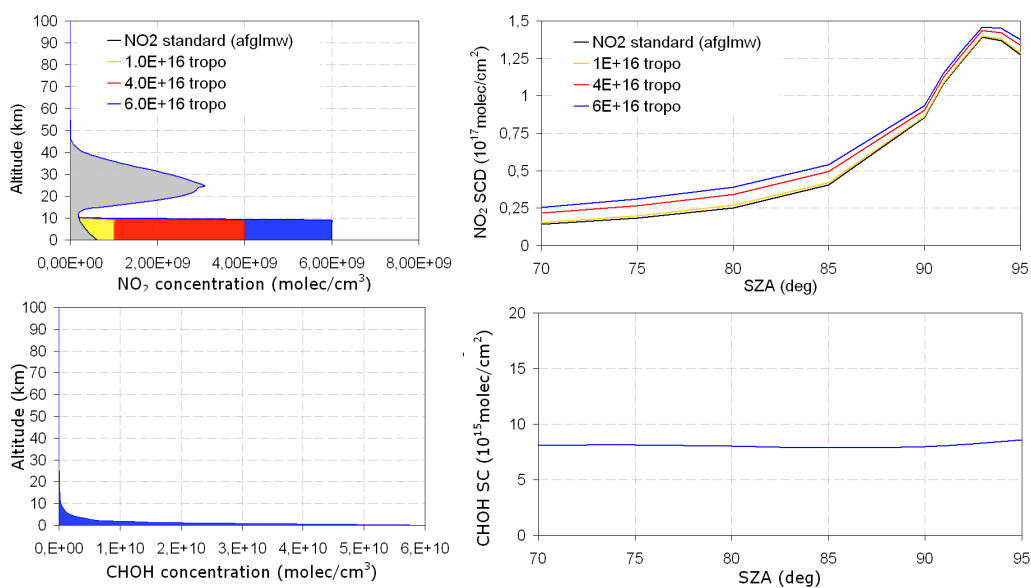 Altitude (km)
100
90
80
70
60
50
40
30
20
10
0
NO2 standard (afglmw)
1.0E+16 tropo
4.0E+16 tropo
6.0E+16 tropo
0,00E+00 2,00E+09 4,00E+09 6,00E+09 8,00E+09
NO2 concentration (molec/cm³)
NO₂ SCD (10¹⁷molec/cm²)
1,5
1,25
1
0,75
0,5
0,25
0
NO2 standard (afglmw)
1E+16 tropo
4E+16 tropo
6E+16 tropo
70 75 80 85 90 95
SZA (deg)
Altitude (km)
100
90
80
70
60
50
40
30
20
10
0
0,E+00 1,E+10 2,E+10 3,E+10 4,E+10 5,E+10 6,E+10
CHOH concentration (molec/cm³)
CHOH SC (10¹⁵molec/cm²)
20
15
10
5
0
70 75 80 85 90 95
SZA (deg)